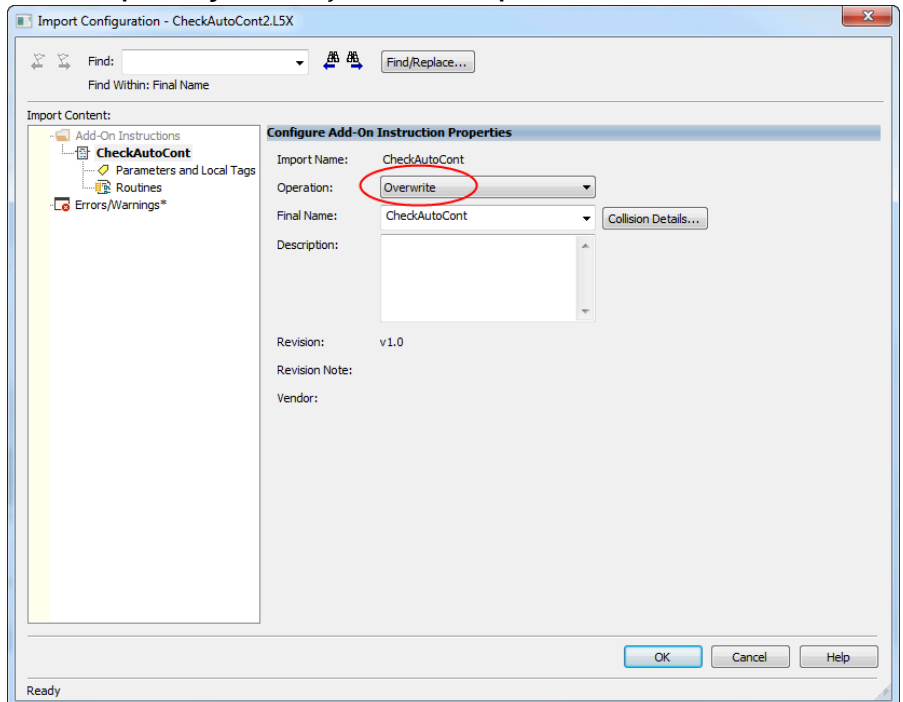 Import Configuration - CheckAutoCont2.L5X
Find:
Find/Replace...
Find Within: Final Name
Import Content:
Add-On Instructions
CheckAutoCont
Parameters and Local Tags
Routines
Errors/Warnings*
Configure Add-On Instruction Properties
Import Name: CheckAutoCont
Operation: Overwrite
Final Name: CheckAutoCont Collision Details...
Description:
Revision: v1.0
Revision Note:
Vendor:
OK Cancel Help
Ready